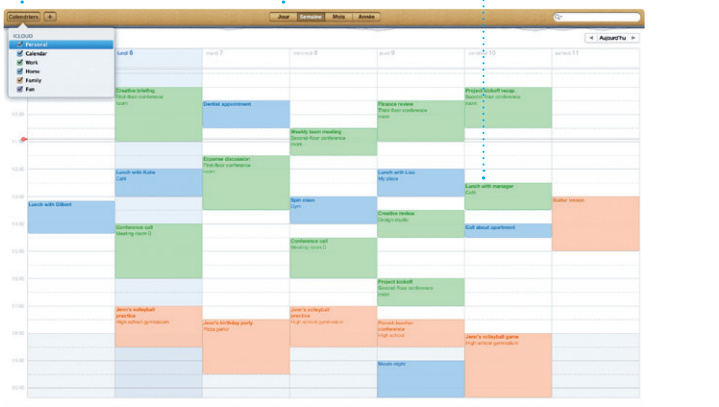 Calendriers +
Jour Semaine Mois Année
ICLOUD
Personal
Calendar
Work
Home
Family
Fun
Aujourd'hui
lundi 6
mardi 7
mercredi 8
jeudi 9
vendredi 10
samedi 11
Lunch with Gilbert
Creative briefing
First-floor conference
room
Lunch with Katie
Café
Conference call
Meeting room
Jenn's volleyball
practice
High school gymnasium
Dentist appointment
Expense discussion
First-floor conference
room
Jenn's birthday party
Pizza parlor
Weekly team meeting
Second-floor conference
room
Spin class
Gym
Conference call
Meeting room
Jenn's volleyball
practice
High school gymnasium
Finance review
Third-floor conference
room
Lunch with Lisa
My place
Creative review
Design studio
Project kickoff
Second-floor conference
room
Parent teacher
conference
High school
Movie night
Project kickoff recap
Second-floor conference
room
Lunch with manager
Café
Call about apartment
Jenn's volleyball game
High school gymnasium
Guitar lesson